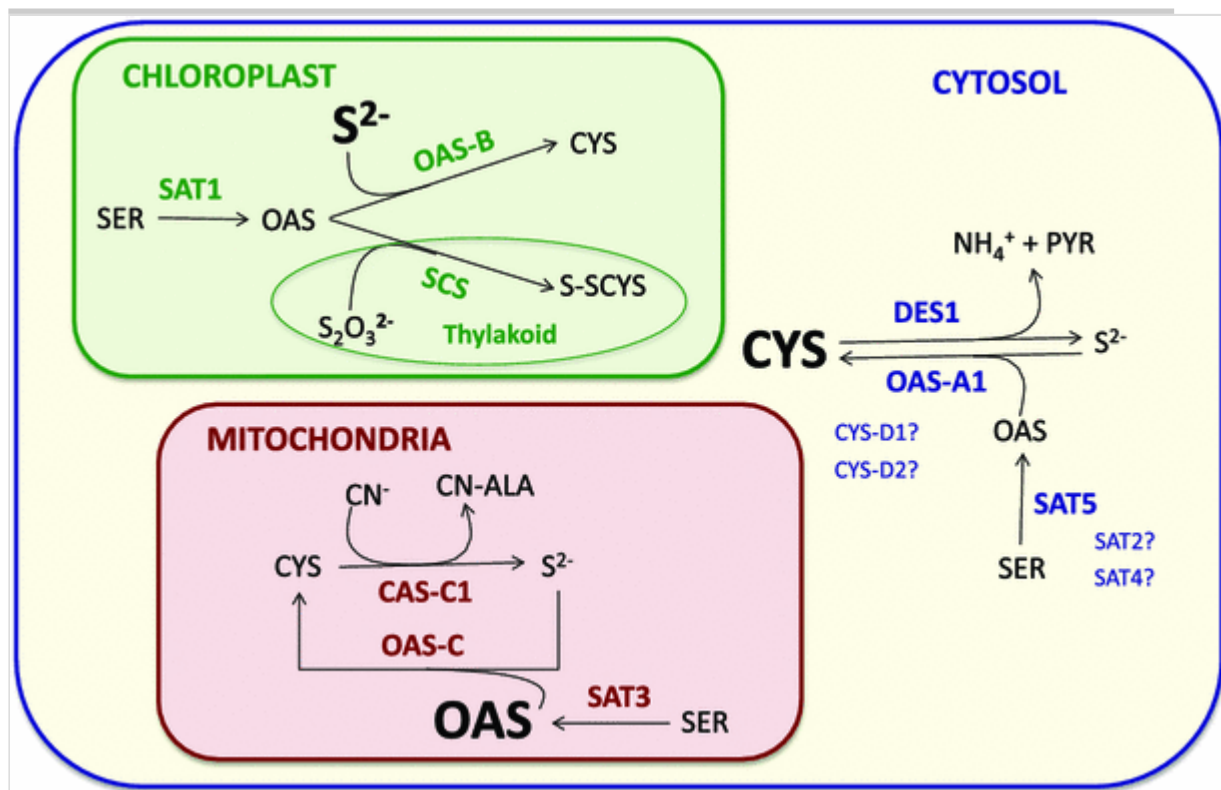 CHLOROPLAST
S²⁻
OAS-B
CYS
SAT1
SER
OAS
SCS
S-SCYS
S₂O₃²⁻
Thylakoid
CYTOSOL
NH₄⁺ + PYR
DES1
CYS
S²⁻
OAS-A1
CYS-D1?
OAS
CYS-D2?
SAT5
SAT2?
SER
SAT4?
MITOCHONDRIA
CN⁻
CN-ALA
CYS
S²⁻
CAS-C1
OAS-C
OAS
SAT3
SER